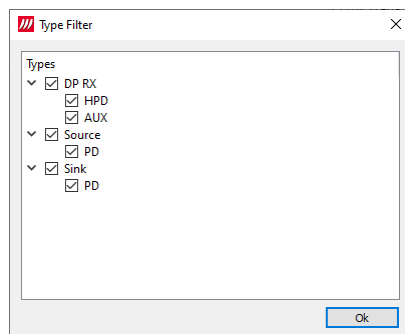 Type Filter
Types
DP RX
HPD
AUX
Source
PD
Sink
PD
Ok